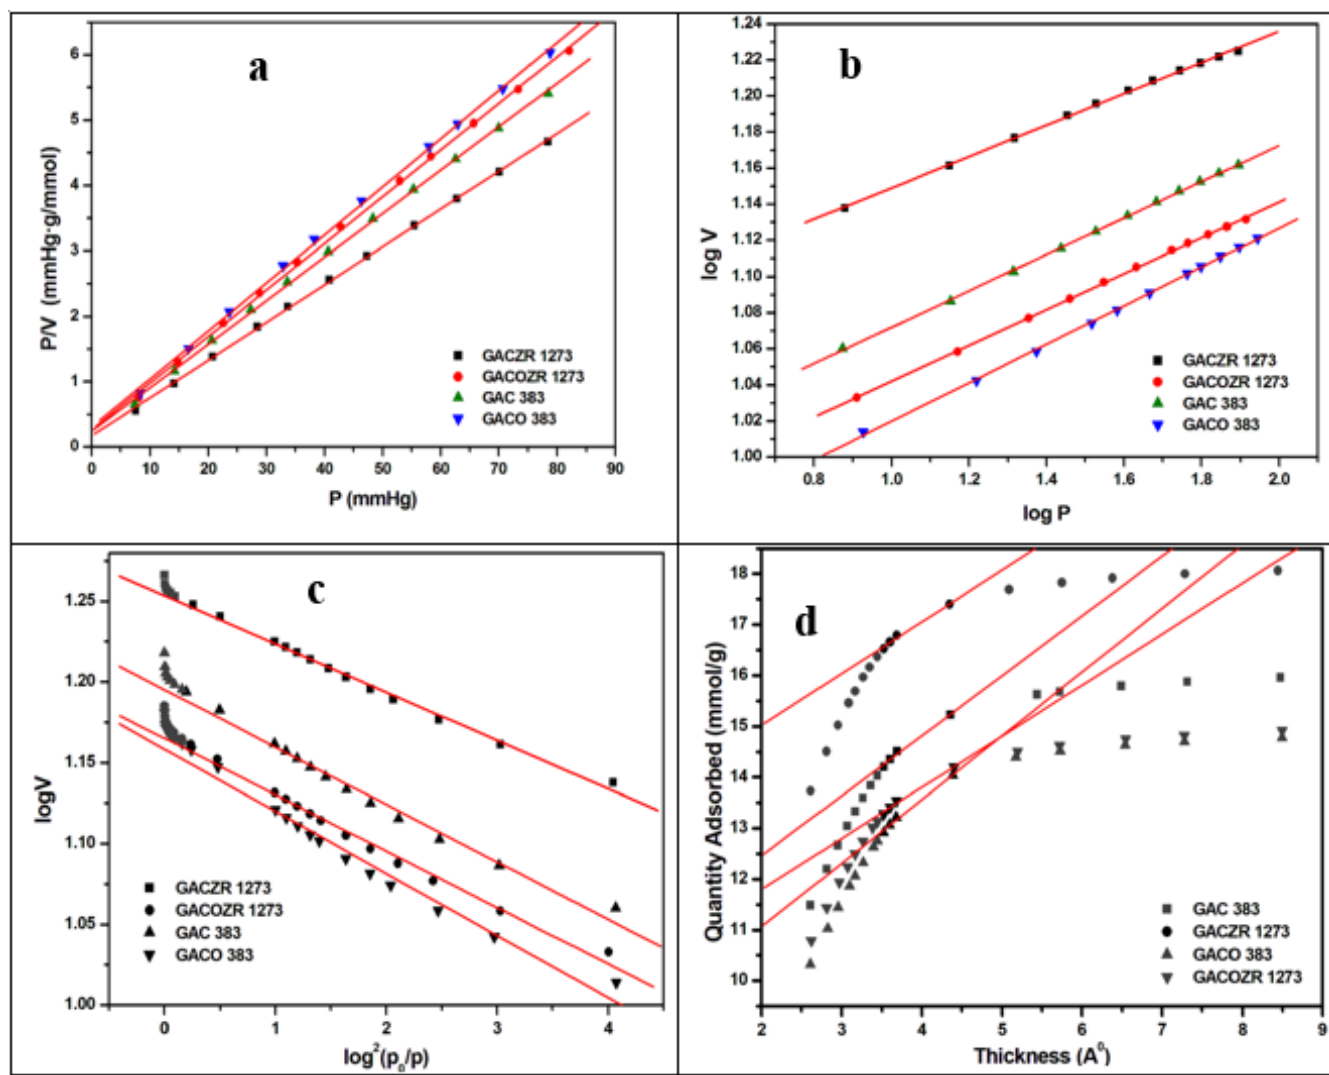 a
P/V (mmHg·g/mmol)
6
5
4
3
2
1
0
0 10 20 30 40 50 60 70 80 90
P (mmHg)
GACZR 1273
GACOZR 1273
GAC 383
GACO 383
b
log V
1.24
1.22
1.20
1.18
1.16
1.14
1.12
1.10
1.08
1.06
1.04
1.02
1.00
0.8 1.0 1.2 1.4 1.6 1.8 2.0
log P
GACZR 1273
GACOZR 1273
GAC 383
GACO 383
c
logV
1.25
1.20
1.15
1.10
1.05
1.00
0 1 2 3 4
log²(p₀/p)
GACZR 1273
GACOZR 1273
GAC 383
GACO 383
d
Quantity Adsorbed (mmol/g)
18
17
16
15
14
13
12
11
10
2 3 4 5 6 7 8 9
Thickness (A⁰)
GAC 383
GACZR 1273
GACO 383
GACOZR 1273